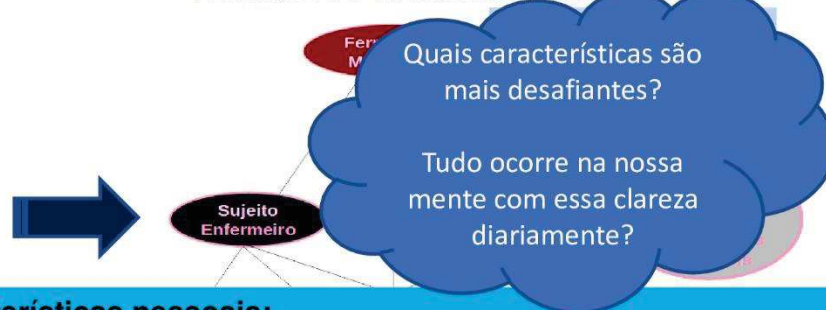 Quais características são
mais desafiantes?
Tudo ocorre na nossa
mente com essa clareza
diariamente?
Sujeito
Enfermeiro